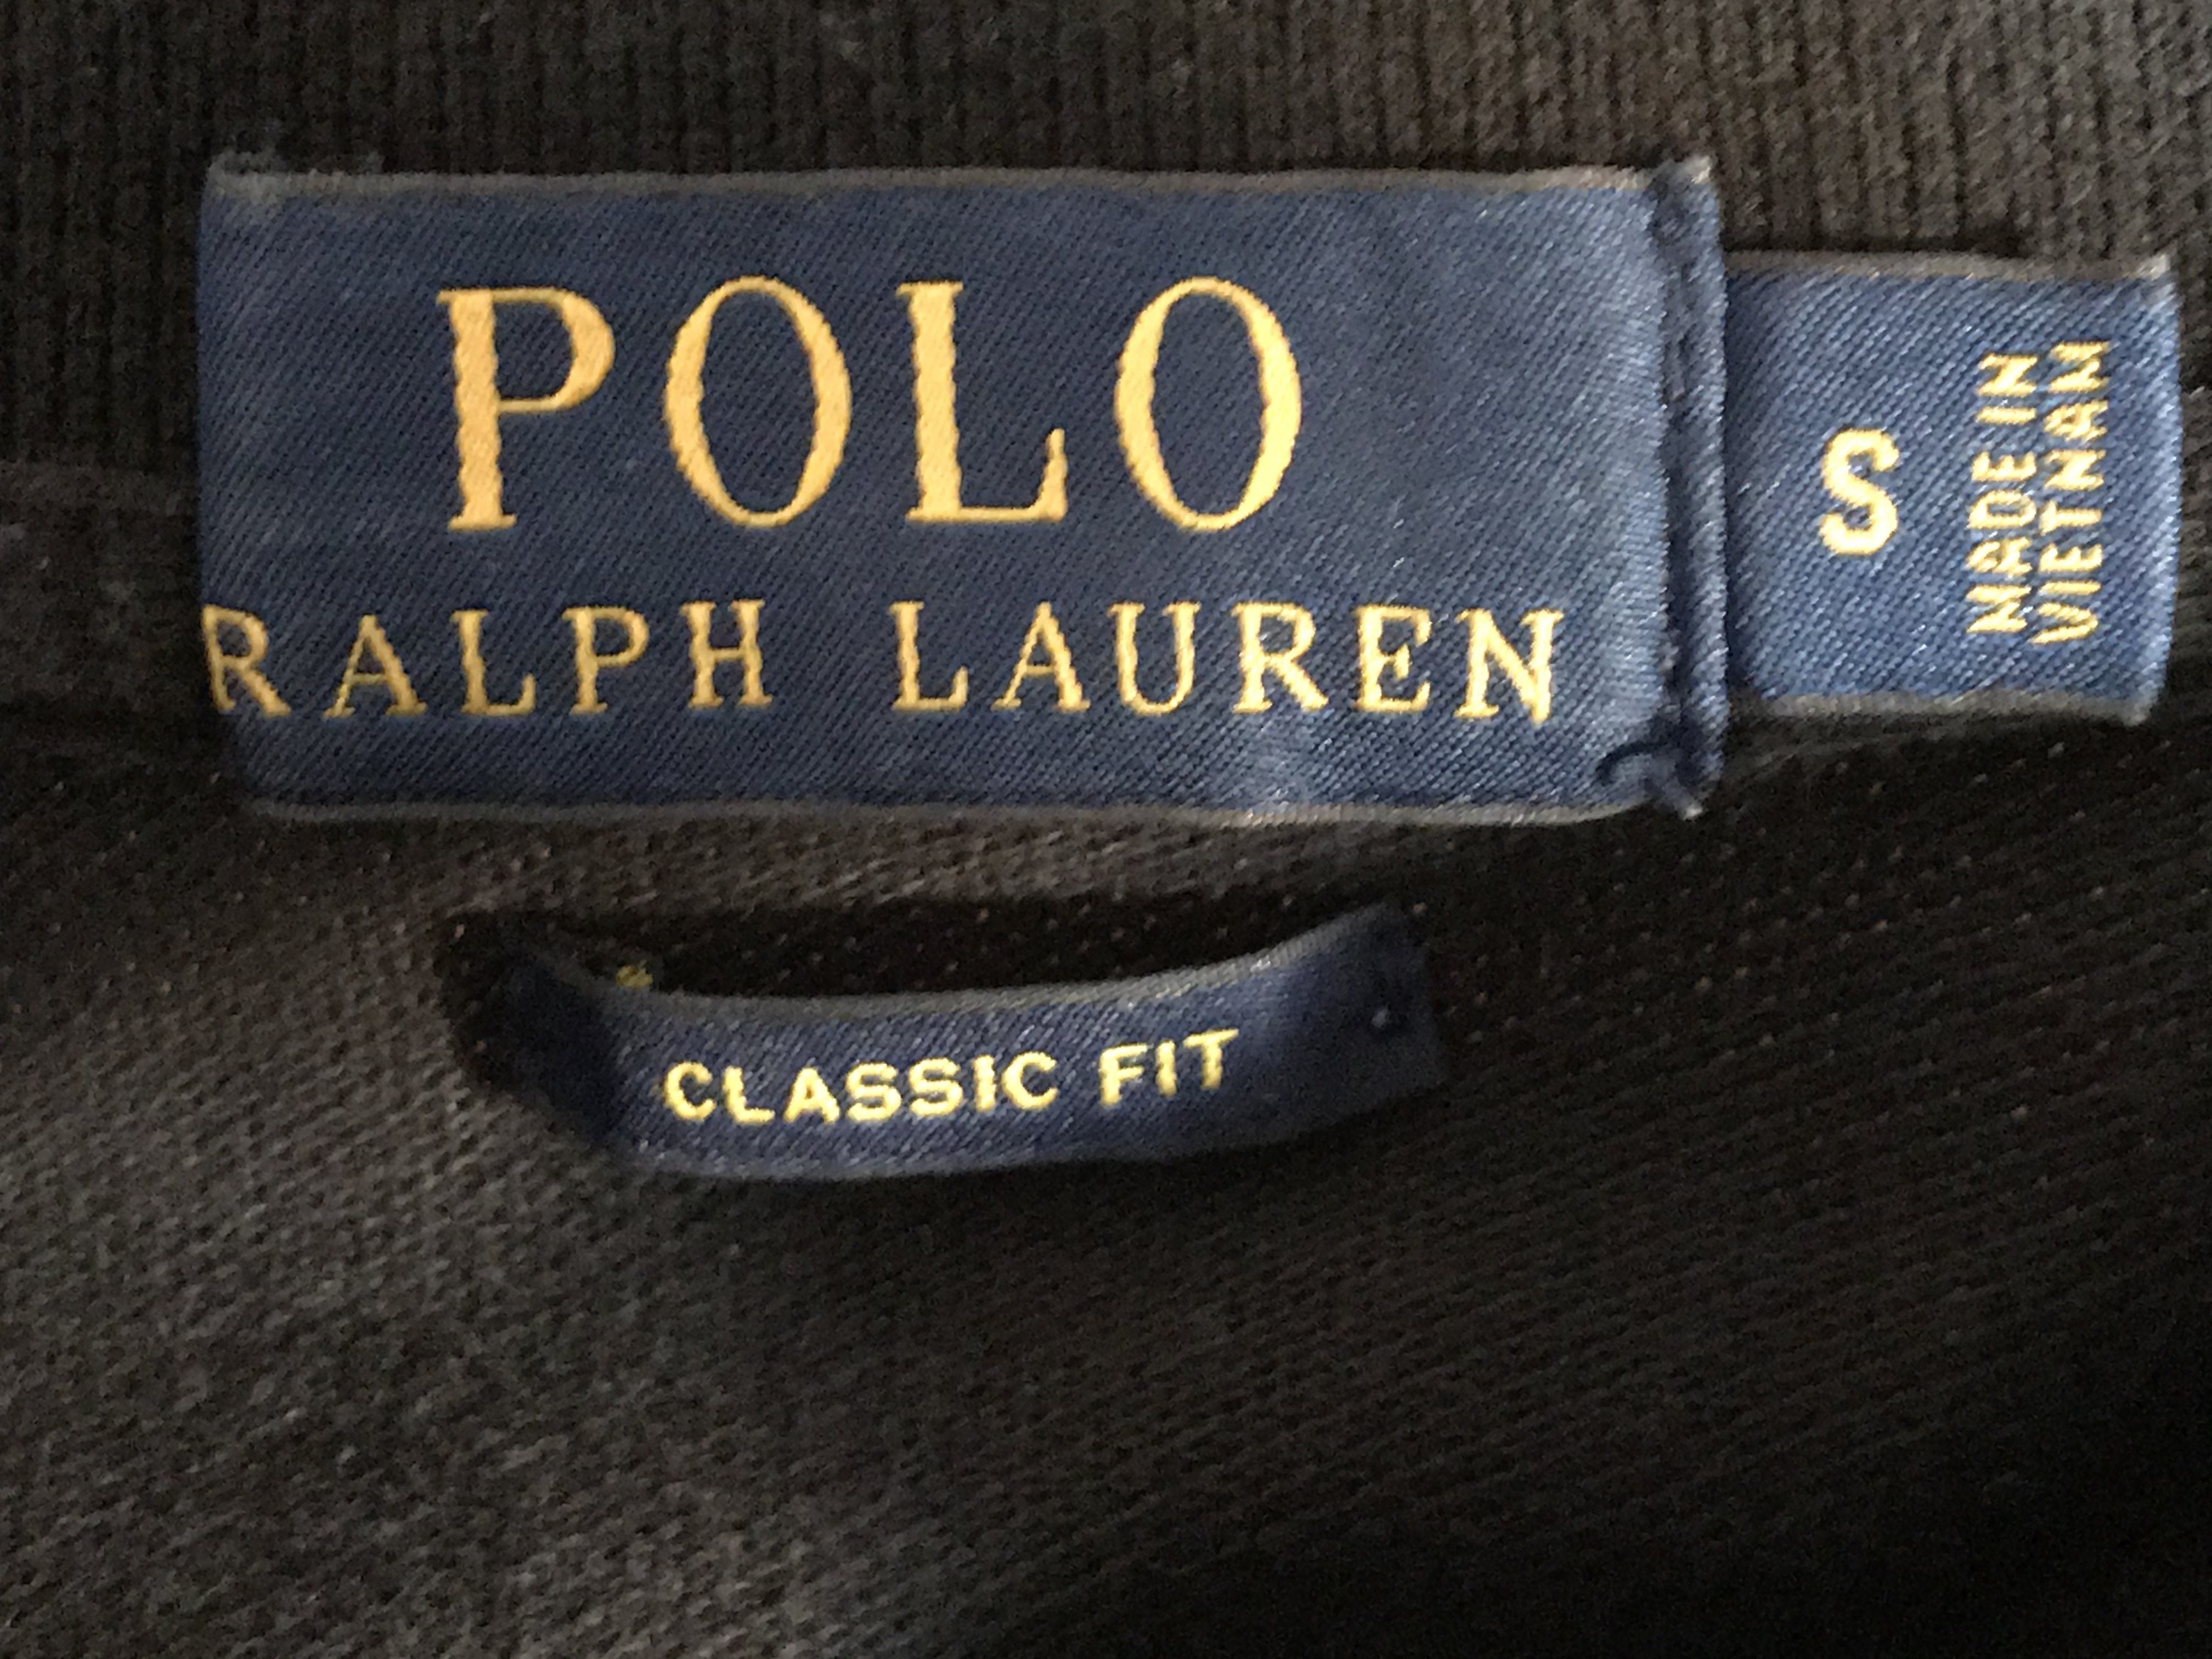 POLO
RALPH LAUREN
S
MADE IN
VIETNAM
CLASSIC FIT